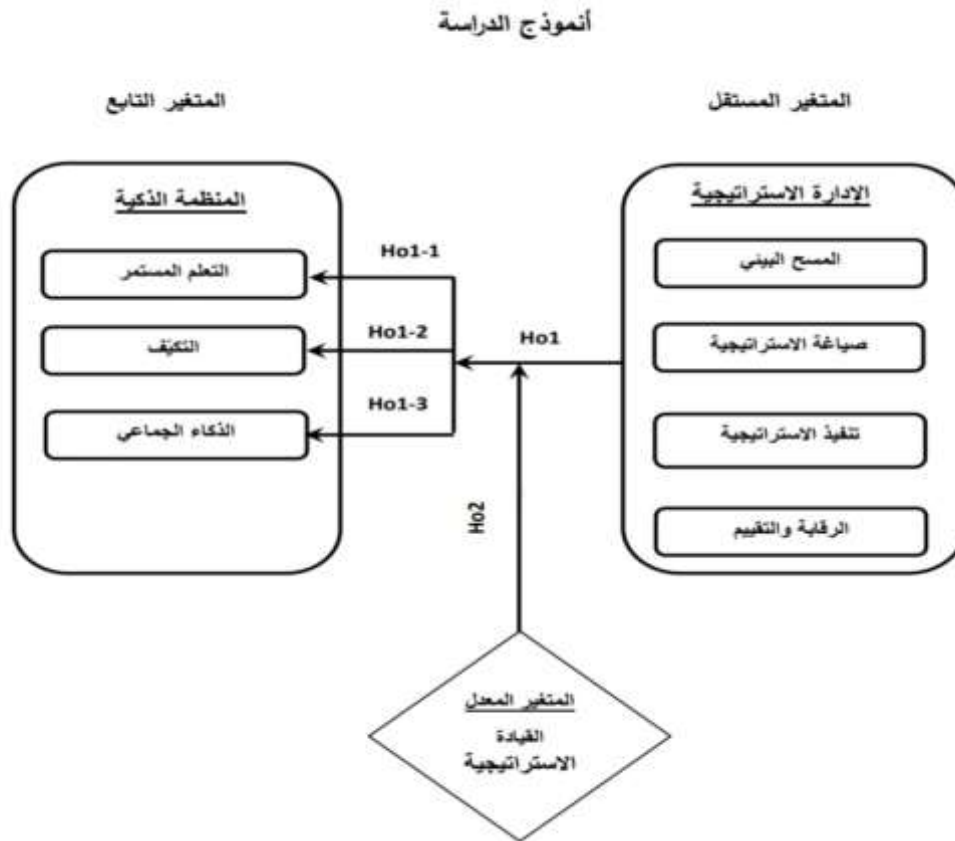 أنموذج الدراسة
المتغير المستقل
المتغير التابع
الإدارة الاستراتيجية
المسح البيئي
صياغة الاستراتيجية
تنفيذ الاستراتيجية
الرقابة والتقييم
المنظمة الذكية
التعلم المستمر
التكيّف
الذكاء الجماعي
Ho1
Ho1-1
Ho1-2
Ho1-3
Ho2
المتغير المعدل
القيادة
الاستراتيجية